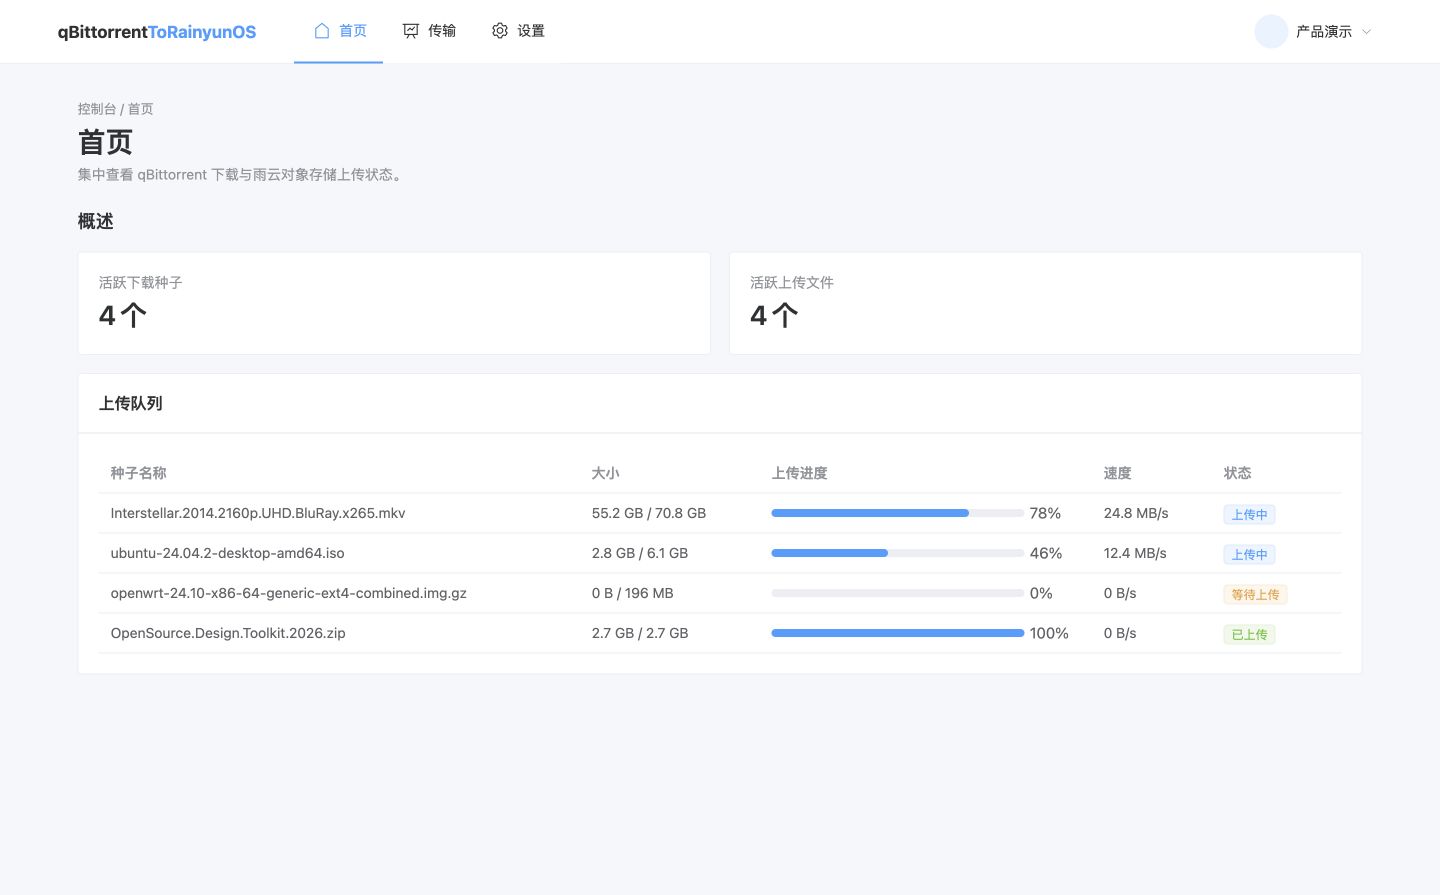 qBittorrentToRainyunOS 首页 传输 设置 产品演示
控制台 / 首页
首页
集中查看 qBittorrent 下载与雨云对象存储上传状态。
概述
活跃下载种子
4 个
活跃上传文件
4 个
上传队列
种子名称 大小 上传进度 速度 状态
Interstellar.2014.2160p.UHD.BluRay.x265.mkv 55.2 GB / 70.8 GB 78% 24.8 MB/s 上传中
ubuntu-24.04.2-desktop-amd64.iso 2.8 GB / 6.1 GB 46% 12.4 MB/s 上传中
openwrt-24.10-x86-64-generic-ext4-combined.img.gz 0 B / 196 MB 0% 0 B/s 等待上传
OpenSource.Design.Toolkit.2026.zip 2.7 GB / 2.7 GB 100% 0 B/s 已上传